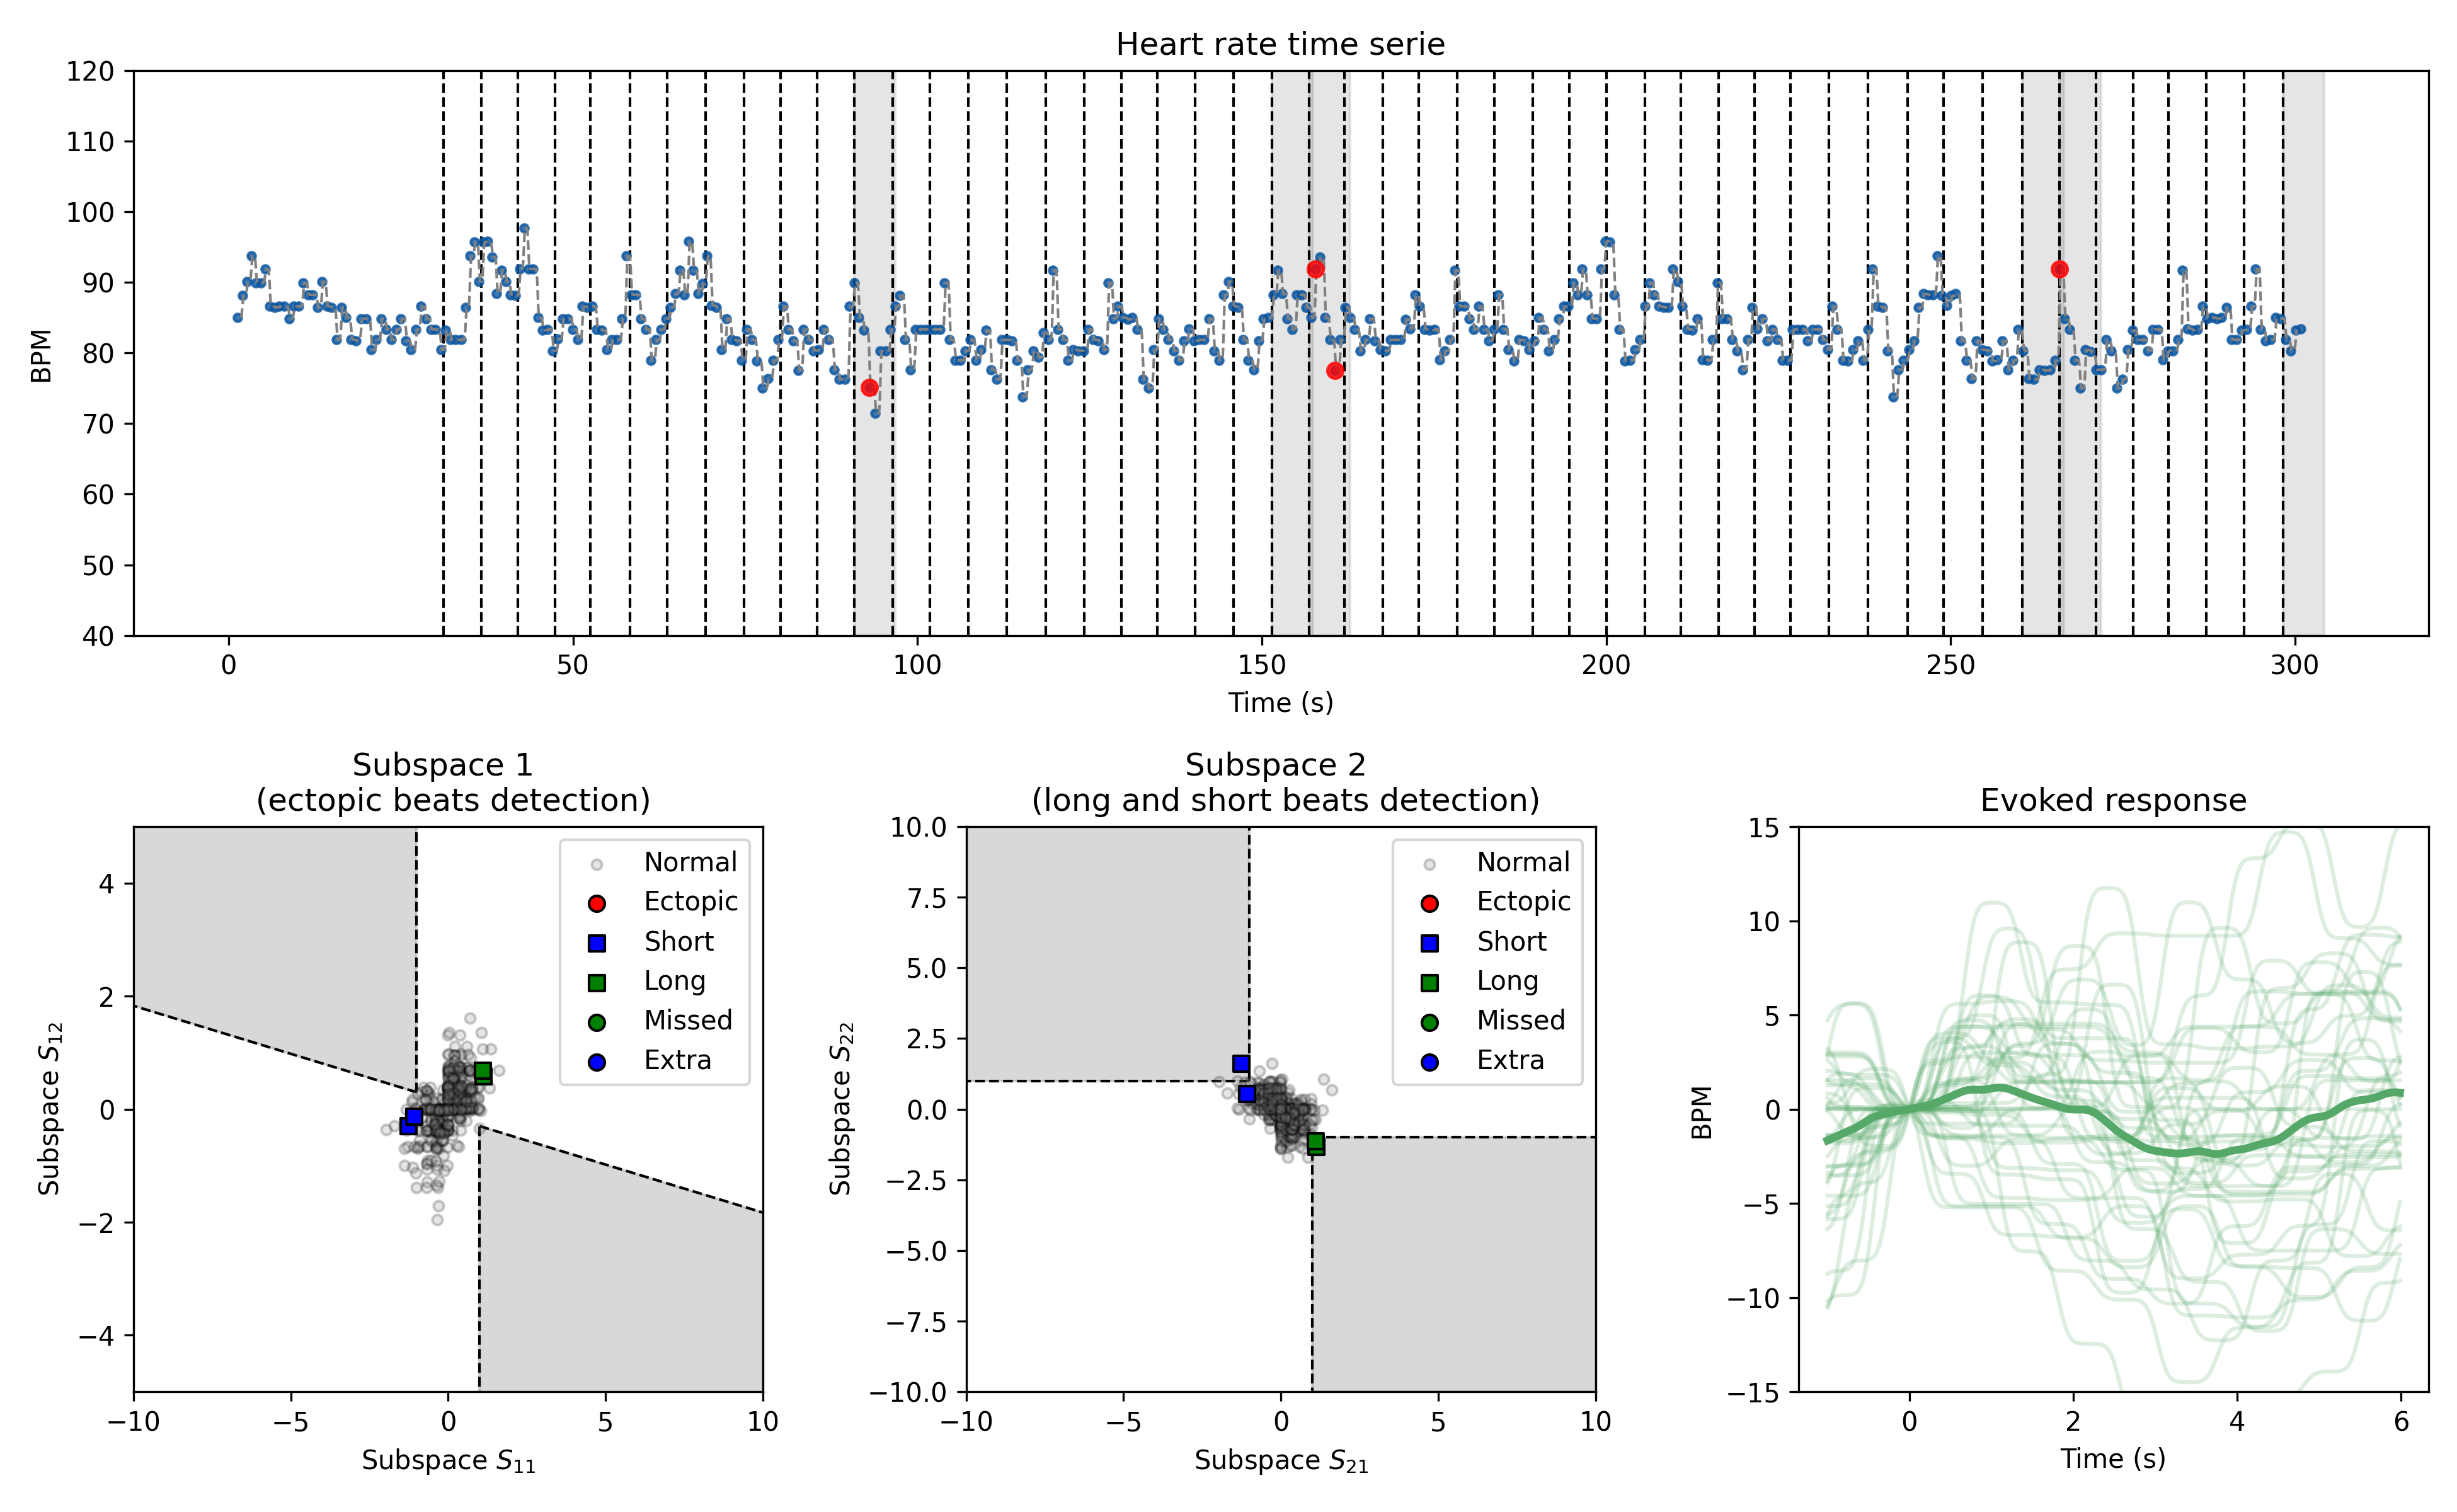 Heart rate time serie
120
110
100
90
80
70
60
50
40
BPM
0 50 100 150 200 250 300
Time (s)
Subspace 1
(ectopic beats detection)
4
2
0
−2
−4
Subspace S12
Normal
Ectopic
Short
Long
Missed
Extra
−10 −5 0 5 10
Subspace S11
Subspace 2
(long and short beats detection)
10.0
7.5
5.0
2.5
0.0
−2.5
−5.0
−7.5
−10.0
Subspace S22
Normal
Ectopic
Short
Long
Missed
Extra
−10 −5 0 5 10
Subspace S21
Evoked response
15
10
5
0
−5
−10
−15
BPM
0 2 4 6
Time (s)